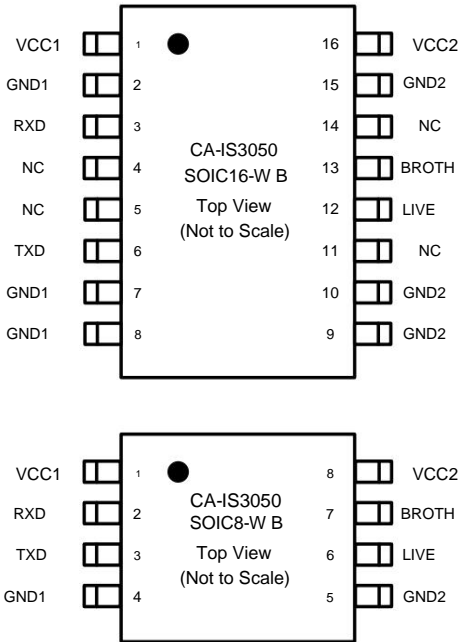 VCC1 1 16 VCC2
GND1 2 15 GND2
RXD 3 14 NC
NC 4 13 BROTH
NC 5 12 LIVE
TXD 6 11 NC
GND1 7 10 GND2
GND1 8 9 GND2
CA-IS3050
SOIC16-W B
Top View
(Not to Scale)
VCC1 1 8 VCC2
RXD 2 7 BROTH
TXD 3 6 LIVE
GND1 4 5 GND2
CA-IS3050
SOIC8-W B
Top View
(Not to Scale)